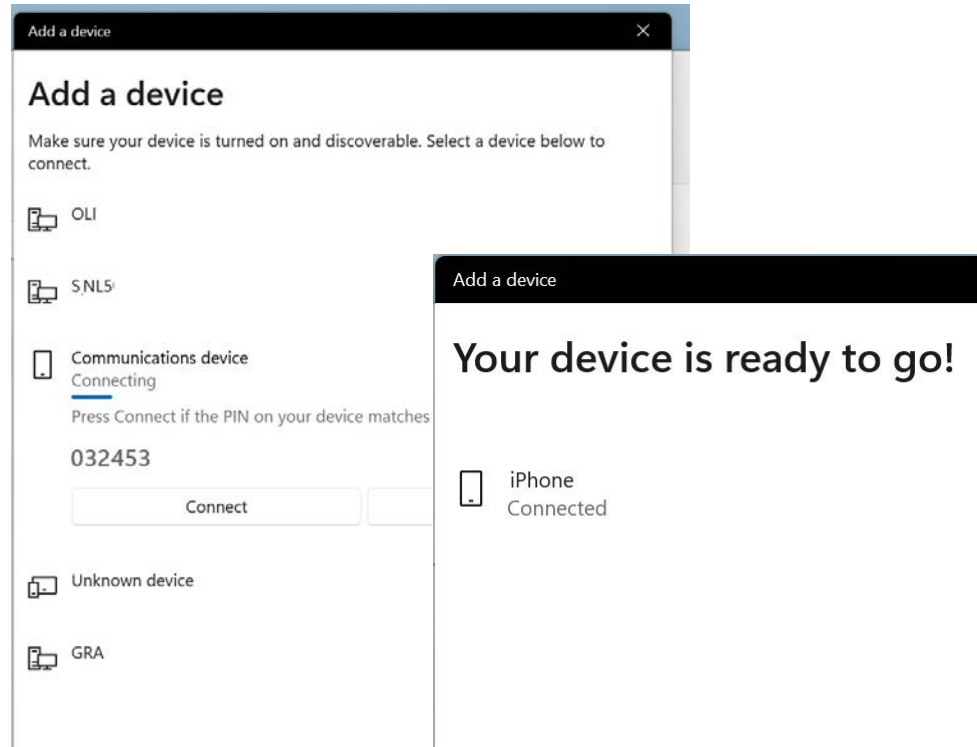 Add a device
Add a device
Make sure your device is turned on and discoverable. Select a device below to
connect.
OLI
S NL5
Communications device
Connecting
Press Connect if the PIN on your device matches
032453
Connect
Unknown device
GRA
Add a device
Your device is ready to go!
iPhone
Connected